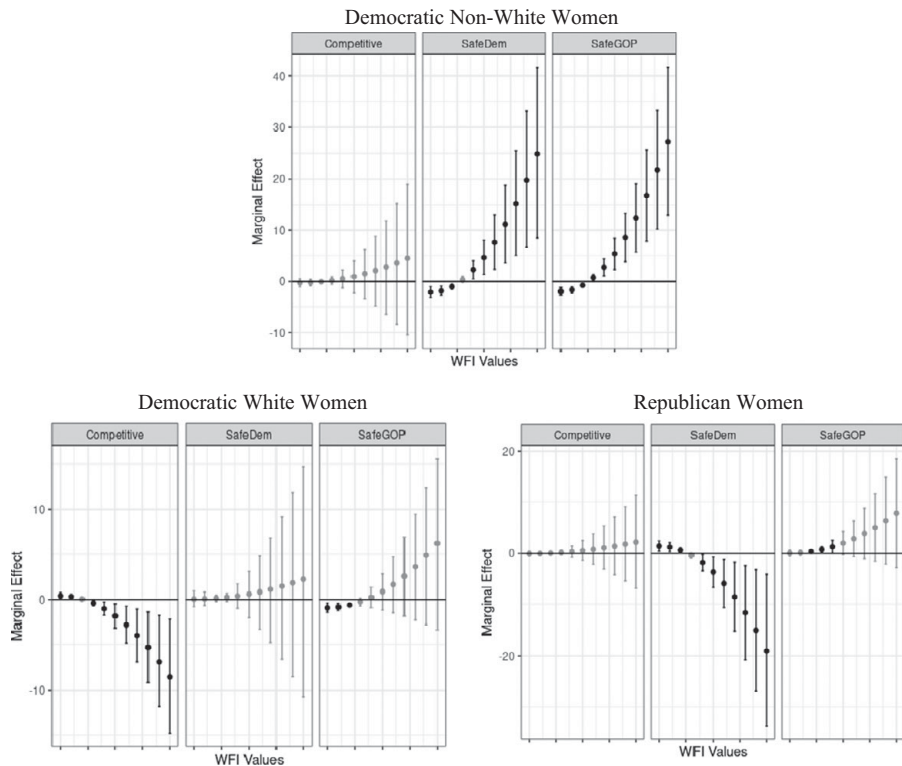 Democratic Non-White Women
Competitive SafeDem SafeGOP
40
30
20
10
0
-10
Marginal Effect
WFI Values
Democratic White Women
Competitive SafeDem SafeGOP
10
0
-10
Marginal Effect
WFI Values
Republican Women
Competitive SafeDem SafeGOP
20
0
-20
Marginal Effect
WFI Values